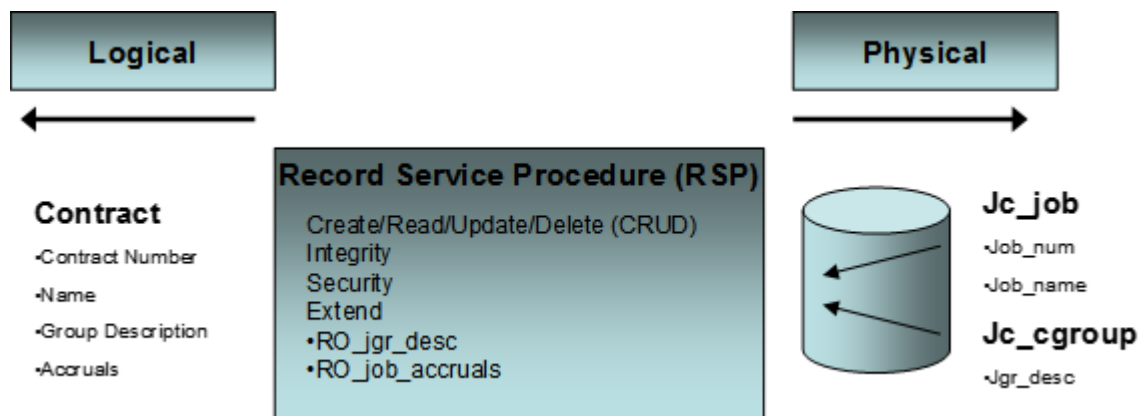 Logical
Physical
Record Service Procedure (RSP)
Create/Read/Update/Delete (CRUD)
Integrity
Security
Extend
•RO_jgr_desc
•RO_job_accruals
Contract
•Contract Number
•Name
•Group Description
•Accruals
Jc_job
•Job_num
•Job_name
Jc_cgroup
•Jgr_desc